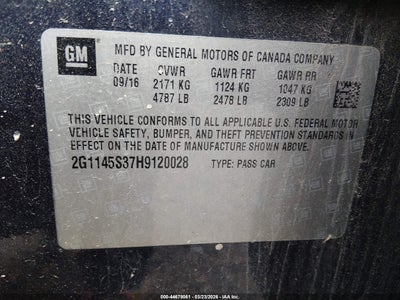 GM
MFD BY GENERAL MOTORS OF CANADA COMPANY
DATE GVWR GAWR FRT GAWR RR
09/16 2171 KG 1124 KG 1047 KG
4787 LB 2478 LB 2309 LB
THIS VEHICLE CONFORMS TO ALL APPLICABLE U.S. FEDERAL MOTOR
VEHICLE SAFETY, BUMPER, AND THEFT PREVENTION STANDARDS IN
EFFECT ON THE DATE OF MANUFACTURE SHOWN ABOVE.
2G1145S37H9120028 TYPE: PASS CAR
000-44679061 - 03/23/2026 - IAA Inc.